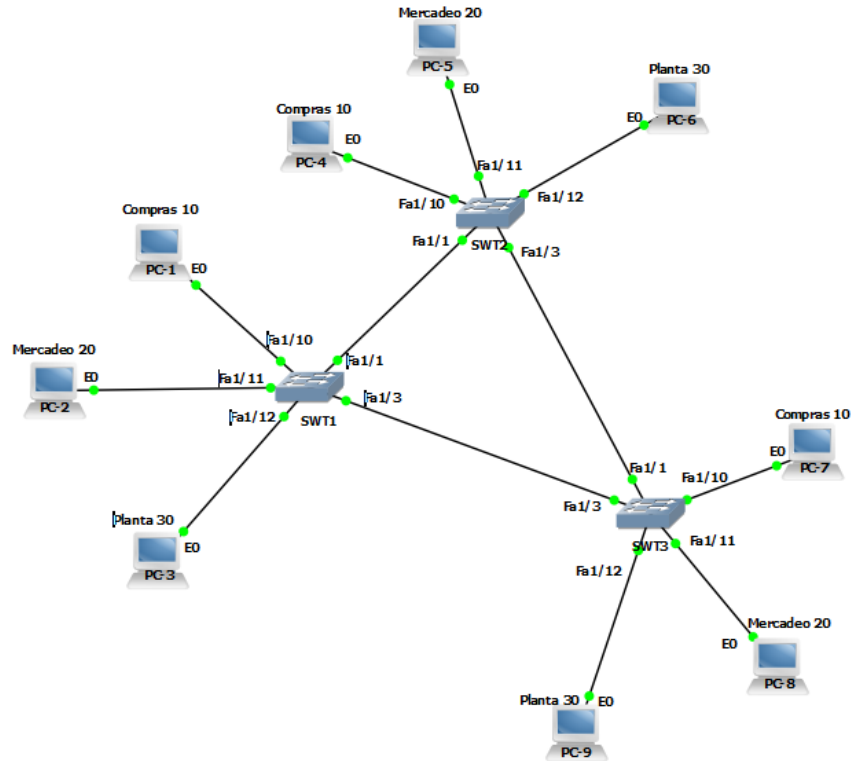 Mercadeo 20
PC-5
E0
Planta 30
E0
PC-6
Compras 10
E0
PC-4
Fa1/11
Fa1/10
Fa1/12
SWT2
Fa1/1
Fa1/3
Compras 10
PC-1
E0
Fa1/10
Fa1/1
Mercadeo 20
E0
PC-2
Fa1/11
Fa1/3
Fa1/12
SWT1
Planta 30
E0
PC-3
Compras 10
E0
PC-7
Fa1/1
Fa1/10
Fa1/3
SWT3
Fa1/11
Fa1/12
Mercadeo 20
E0
PC-8
Planta 30
E0
PC-9